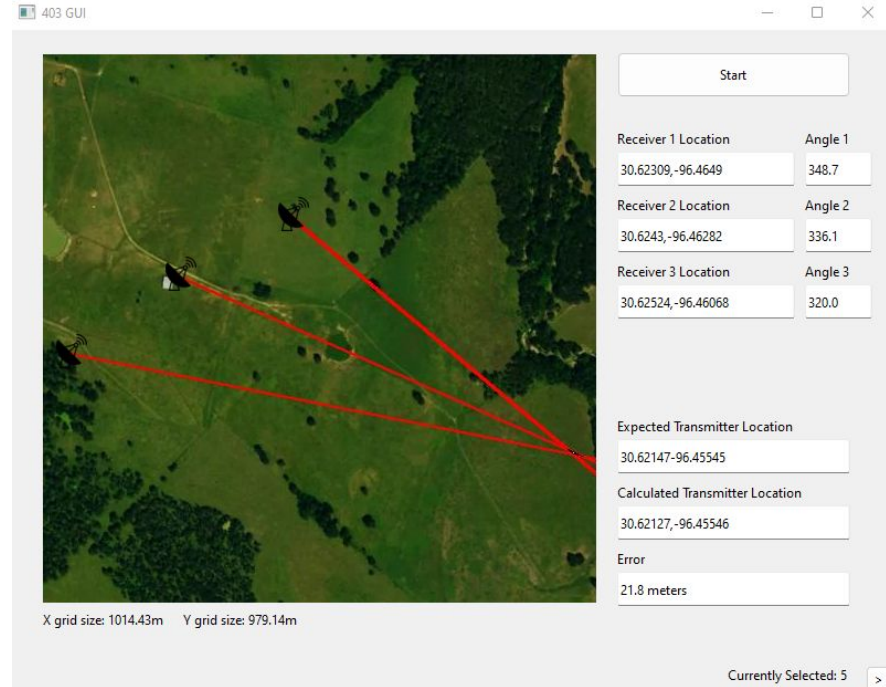 403 GUI
Start
Receiver 1 Location Angle 1
30.62309,-96.4649 348.7
Receiver 2 Location Angle 2
30.6243,-96.46282 336.1
Receiver 3 Location Angle 3
30.62524,-96.46068 320.0
Expected Transmitter Location
30.62147-96.45545
Calculated Transmitter Location
30.62127,-96.45546
Error
21.8 meters
X grid size: 1014.43m Y grid size: 979.14m
Currently Selected: 5
>